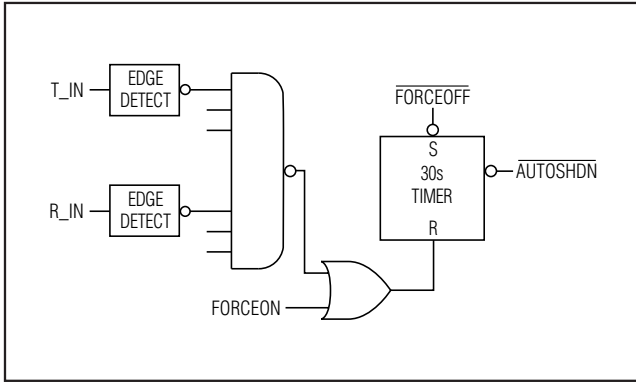 T_IN
EDGE
DETECT
R_IN
EDGE
DETECT
FORCEON
FORCEOFF
S
30s
TIMER
R
AUTOSHDN